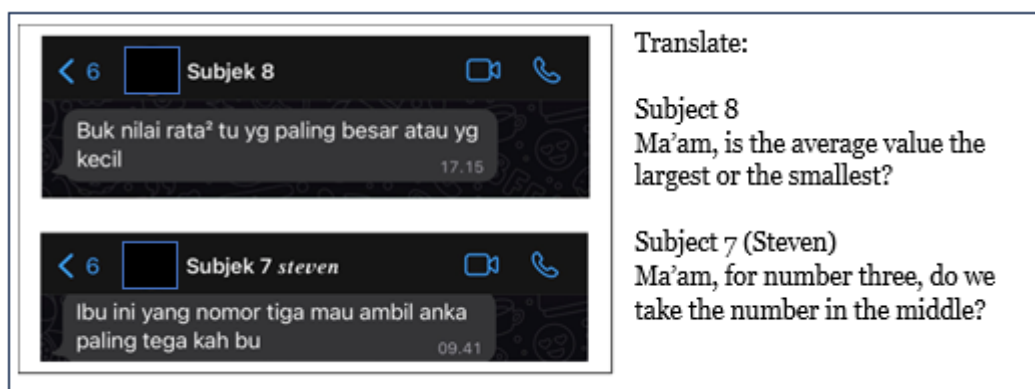 < 6 Subjek 8
Buk nilai rata² tu yg paling besar atau yg
kecil
17.15
< 6 Subjek 7 steven
Ibu ini yang nomor tiga mau ambil anka
paling tega kah bu
09.41
Translate:
Subject 8
Ma’am, is the average value the
largest or the smallest?
Subject 7 (Steven)
Ma’am, for number three, do we
take the number in the middle?